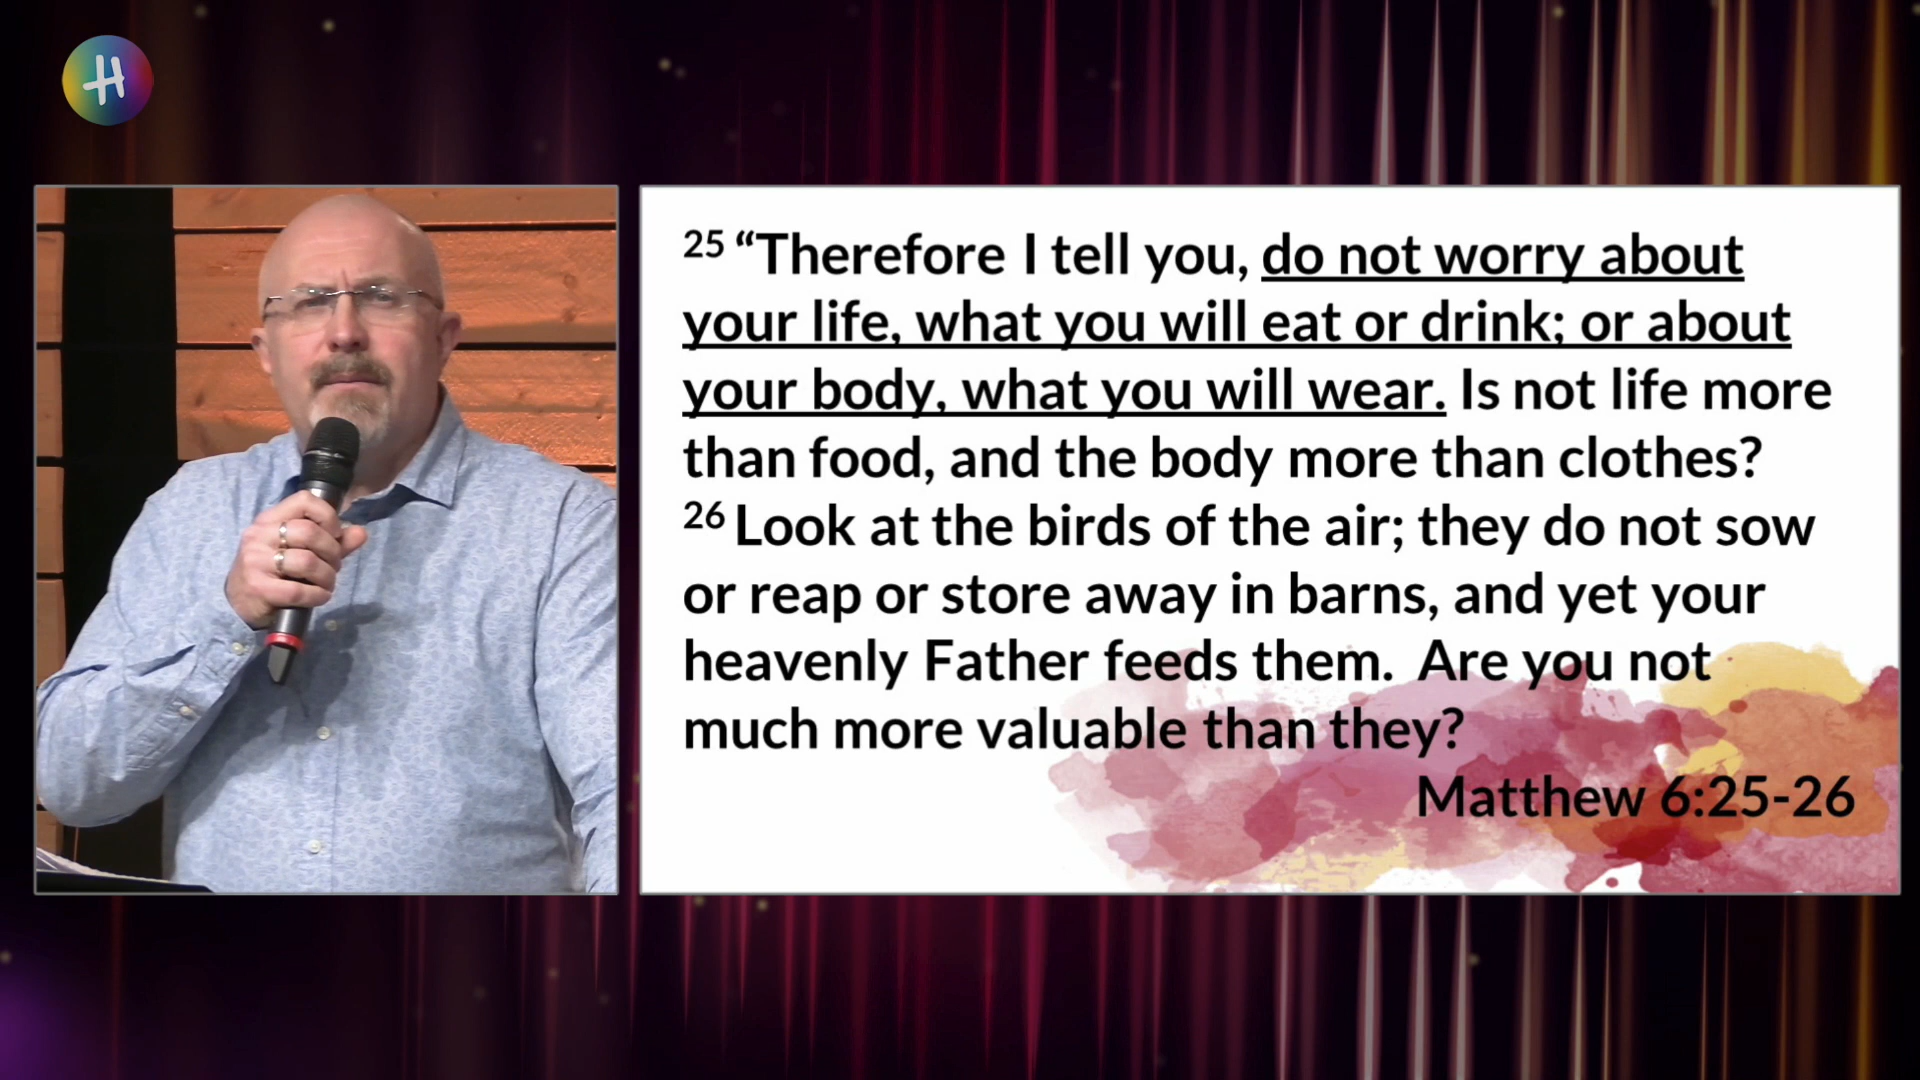 H
25 “Therefore I tell you, do not worry about
your life, what you will eat or drink; or about
your body, what you will wear. Is not life more
than food, and the body more than clothes?
26 Look at the birds of the air; they do not sow
or reap or store away in barns, and yet your
heavenly Father feeds them.  Are you not
much more valuable than they?
Matthew 6:25-26